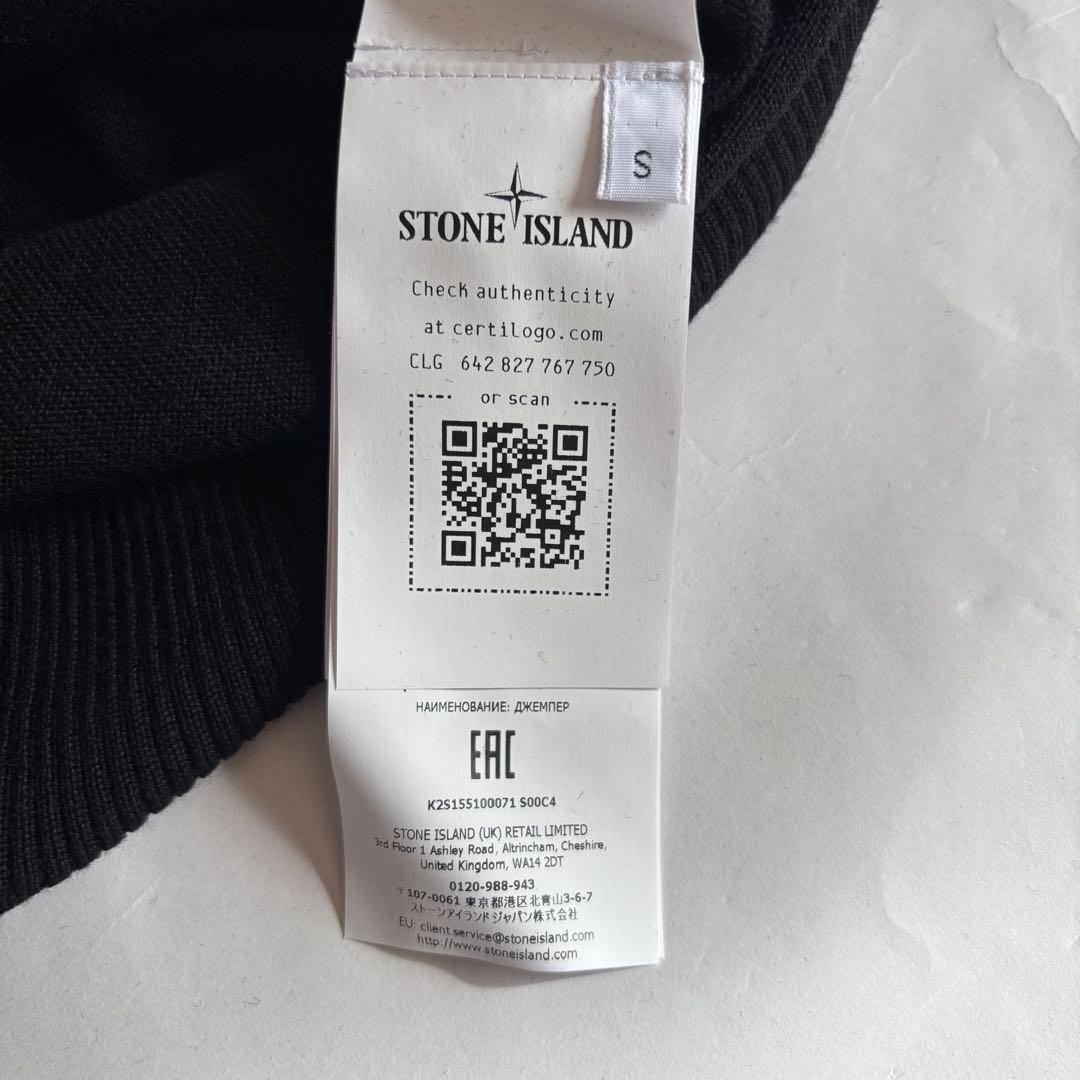 S
STONE ISLAND
Check authenticity
at certilogo.com
CLG 642 827 767 750
or scan
НАИМЕНОВАНИЕ: ДЖЕМПЕР
EAC
K2S155100071 S00C4
STONE ISLAND (UK) RETAIL LIMITED
3rd Floor 1 Ashley Road, Altrincham, Cheshire,
United Kingdom, WA14 2DT
0120-988-943
〒107-0061 東京都港区北青山3-6-7
ストーンアイランドジャパン株式会社
EU: client.service@stoneisland.com
http://www.stoneisland.com